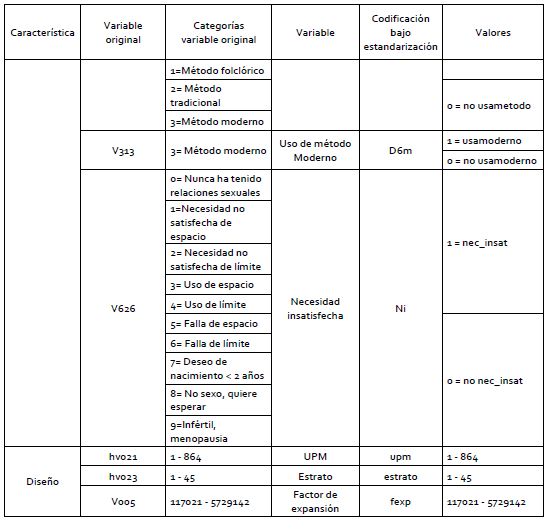 Característica
Variable
original
Categorías
variable original
Variable
Codificación
bajo
estandarización
Valores
1=Método folclórico
2= Método
tradicional
3=Método moderno
0 = no usametodo
V313
3= Método moderno
Uso de método
Moderno
D6m
1 = usamoderno
0 = no usamoderno
V626
0= Nunca ha tenido
relaciones sexuales
1=Necesidad no
satisfecha de
espacio
2= Necesidad no
satisfecha de límite
3= Uso de espacio
4= Uso de límite
5= Falla de espacio
6= Falla de límite
7= Deseo de
nacimiento < 2 años
8= No sexo, quiere
esperar
9=Infértil,
menopausia
Necesidad
insatisfecha
Ni
1 = nec_insat
0 = no nec_insat
Diseño
hv021
1 - 864
UPM
upm
1 - 864
hv023
1 - 45
Estrato
estrato
1 - 45
V005
117021 - 5729142
Factor de
expansión
fexp
117021 - 5729142